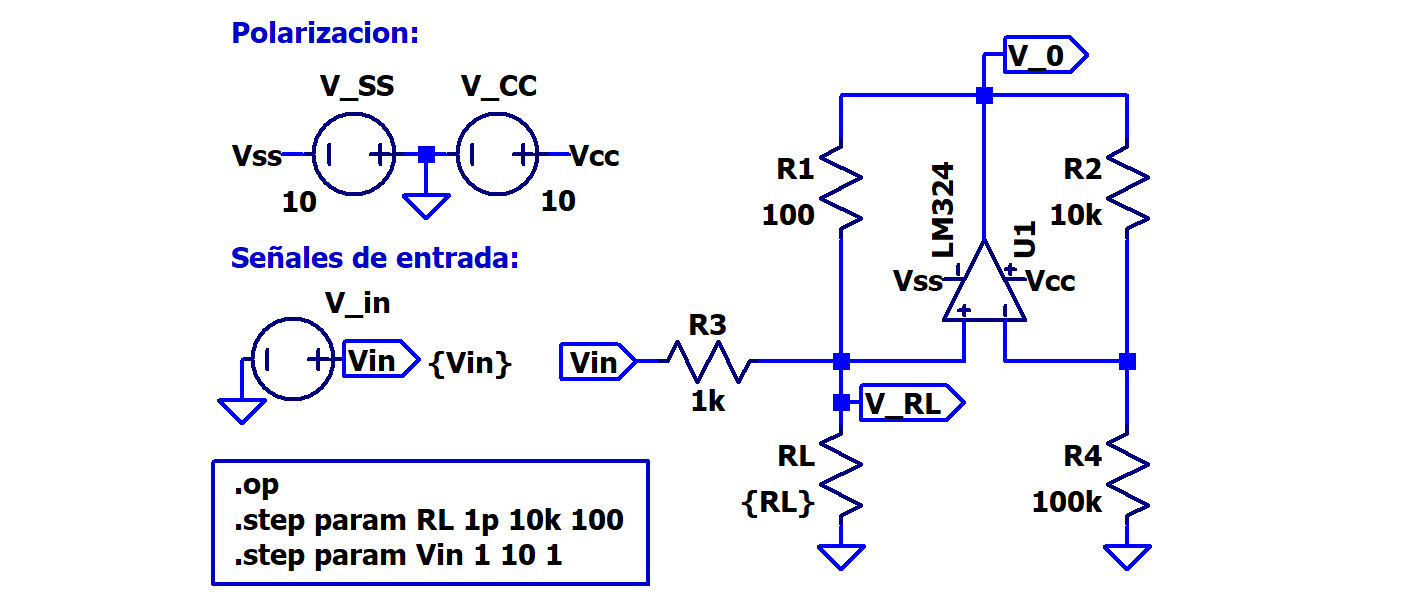 Polarizacion:
V_SS
V_CC
Vss
Vcc
10
10
Señales de entrada:
V_in
Vin
{Vin}
.op
.step param RL 1p 10k 100
.step param Vin 1 10 1
V_0
R1
100
R2
10k
LM324
U1
Vss
Vcc
Vin
R3
1k
V_RL
RL
{RL}
R4
100k